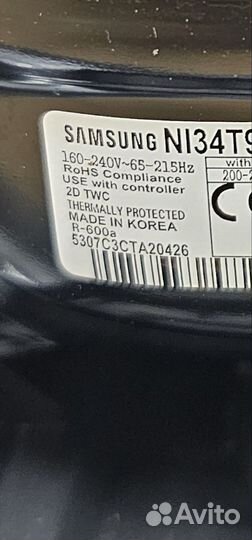 SAMSUNG NI34T9
160-240V~65-215Hz
with
RoHS Compliance
200-2
USE with controller
2D TWC
THERMALLY PROTECTED
MADE IN KOREA
R-600a
5307C3CTA20426
Avito